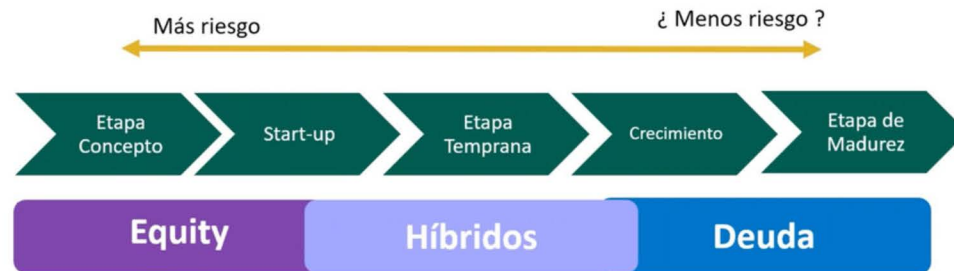 Más riesgo
¿ Menos riesgo ?
Etapa
Concepto
Start-up
Etapa
Temprana
Crecimiento
Etapa de
Madurez
Equity
Híbridos
Deuda